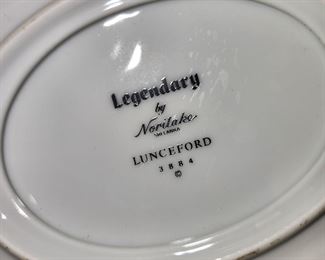 Legendary
by
Noritake
SRI LANKA
LUNCEFORD
3884
©